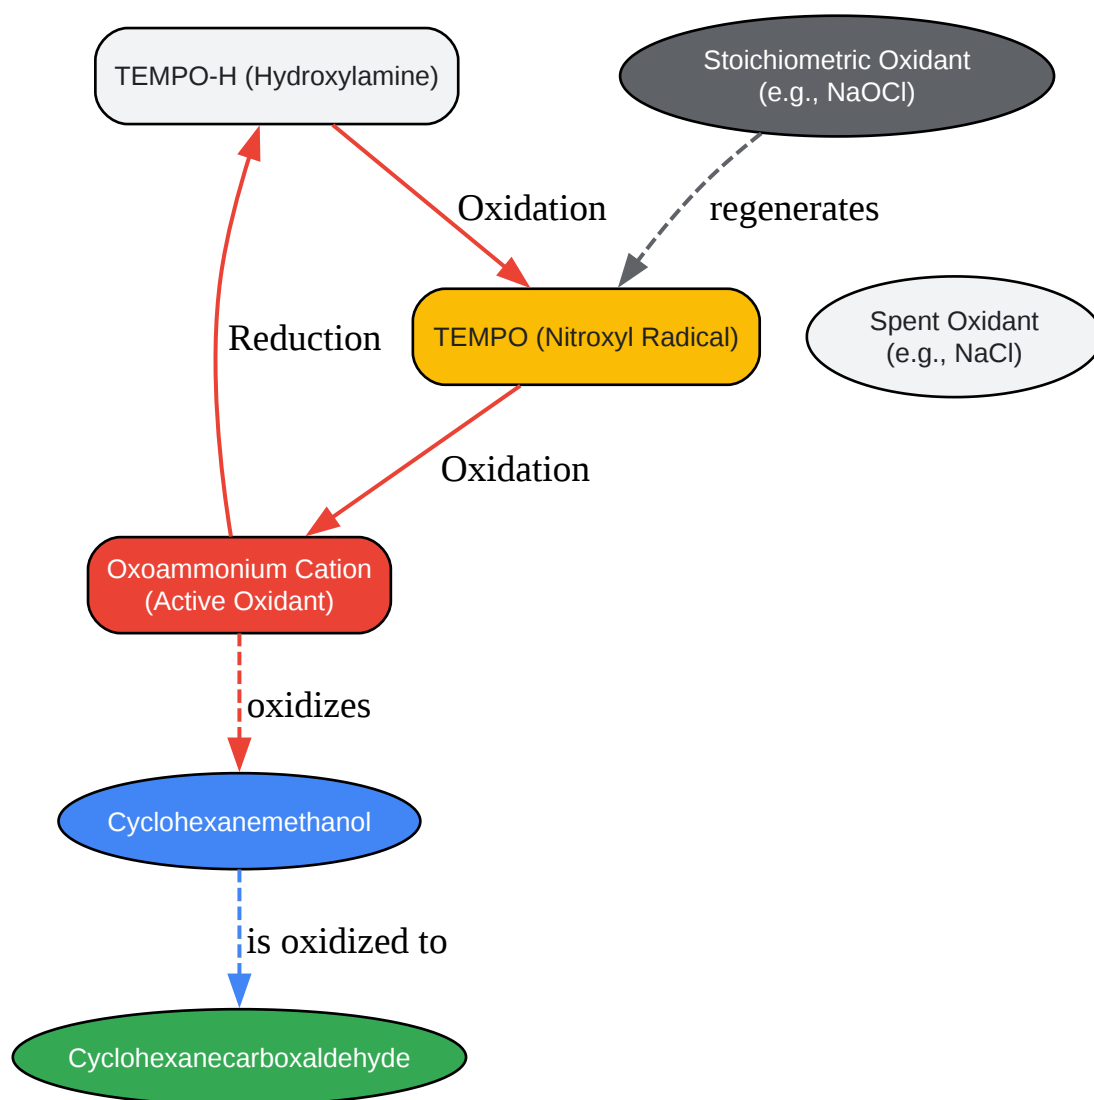 TEMPO-H (Hydroxylamine)
Stoichiometric Oxidant
(e.g., NaOCl)
Oxidation
regenerates
Reduction
TEMPO (Nitroxyl Radical)
Spent Oxidant
(e.g., NaCl)
Oxidation
Oxoammonium Cation
(Active Oxidant)
oxidizes
Cyclohexanemethanol
is oxidized to
Cyclohexanecarboxaldehyde